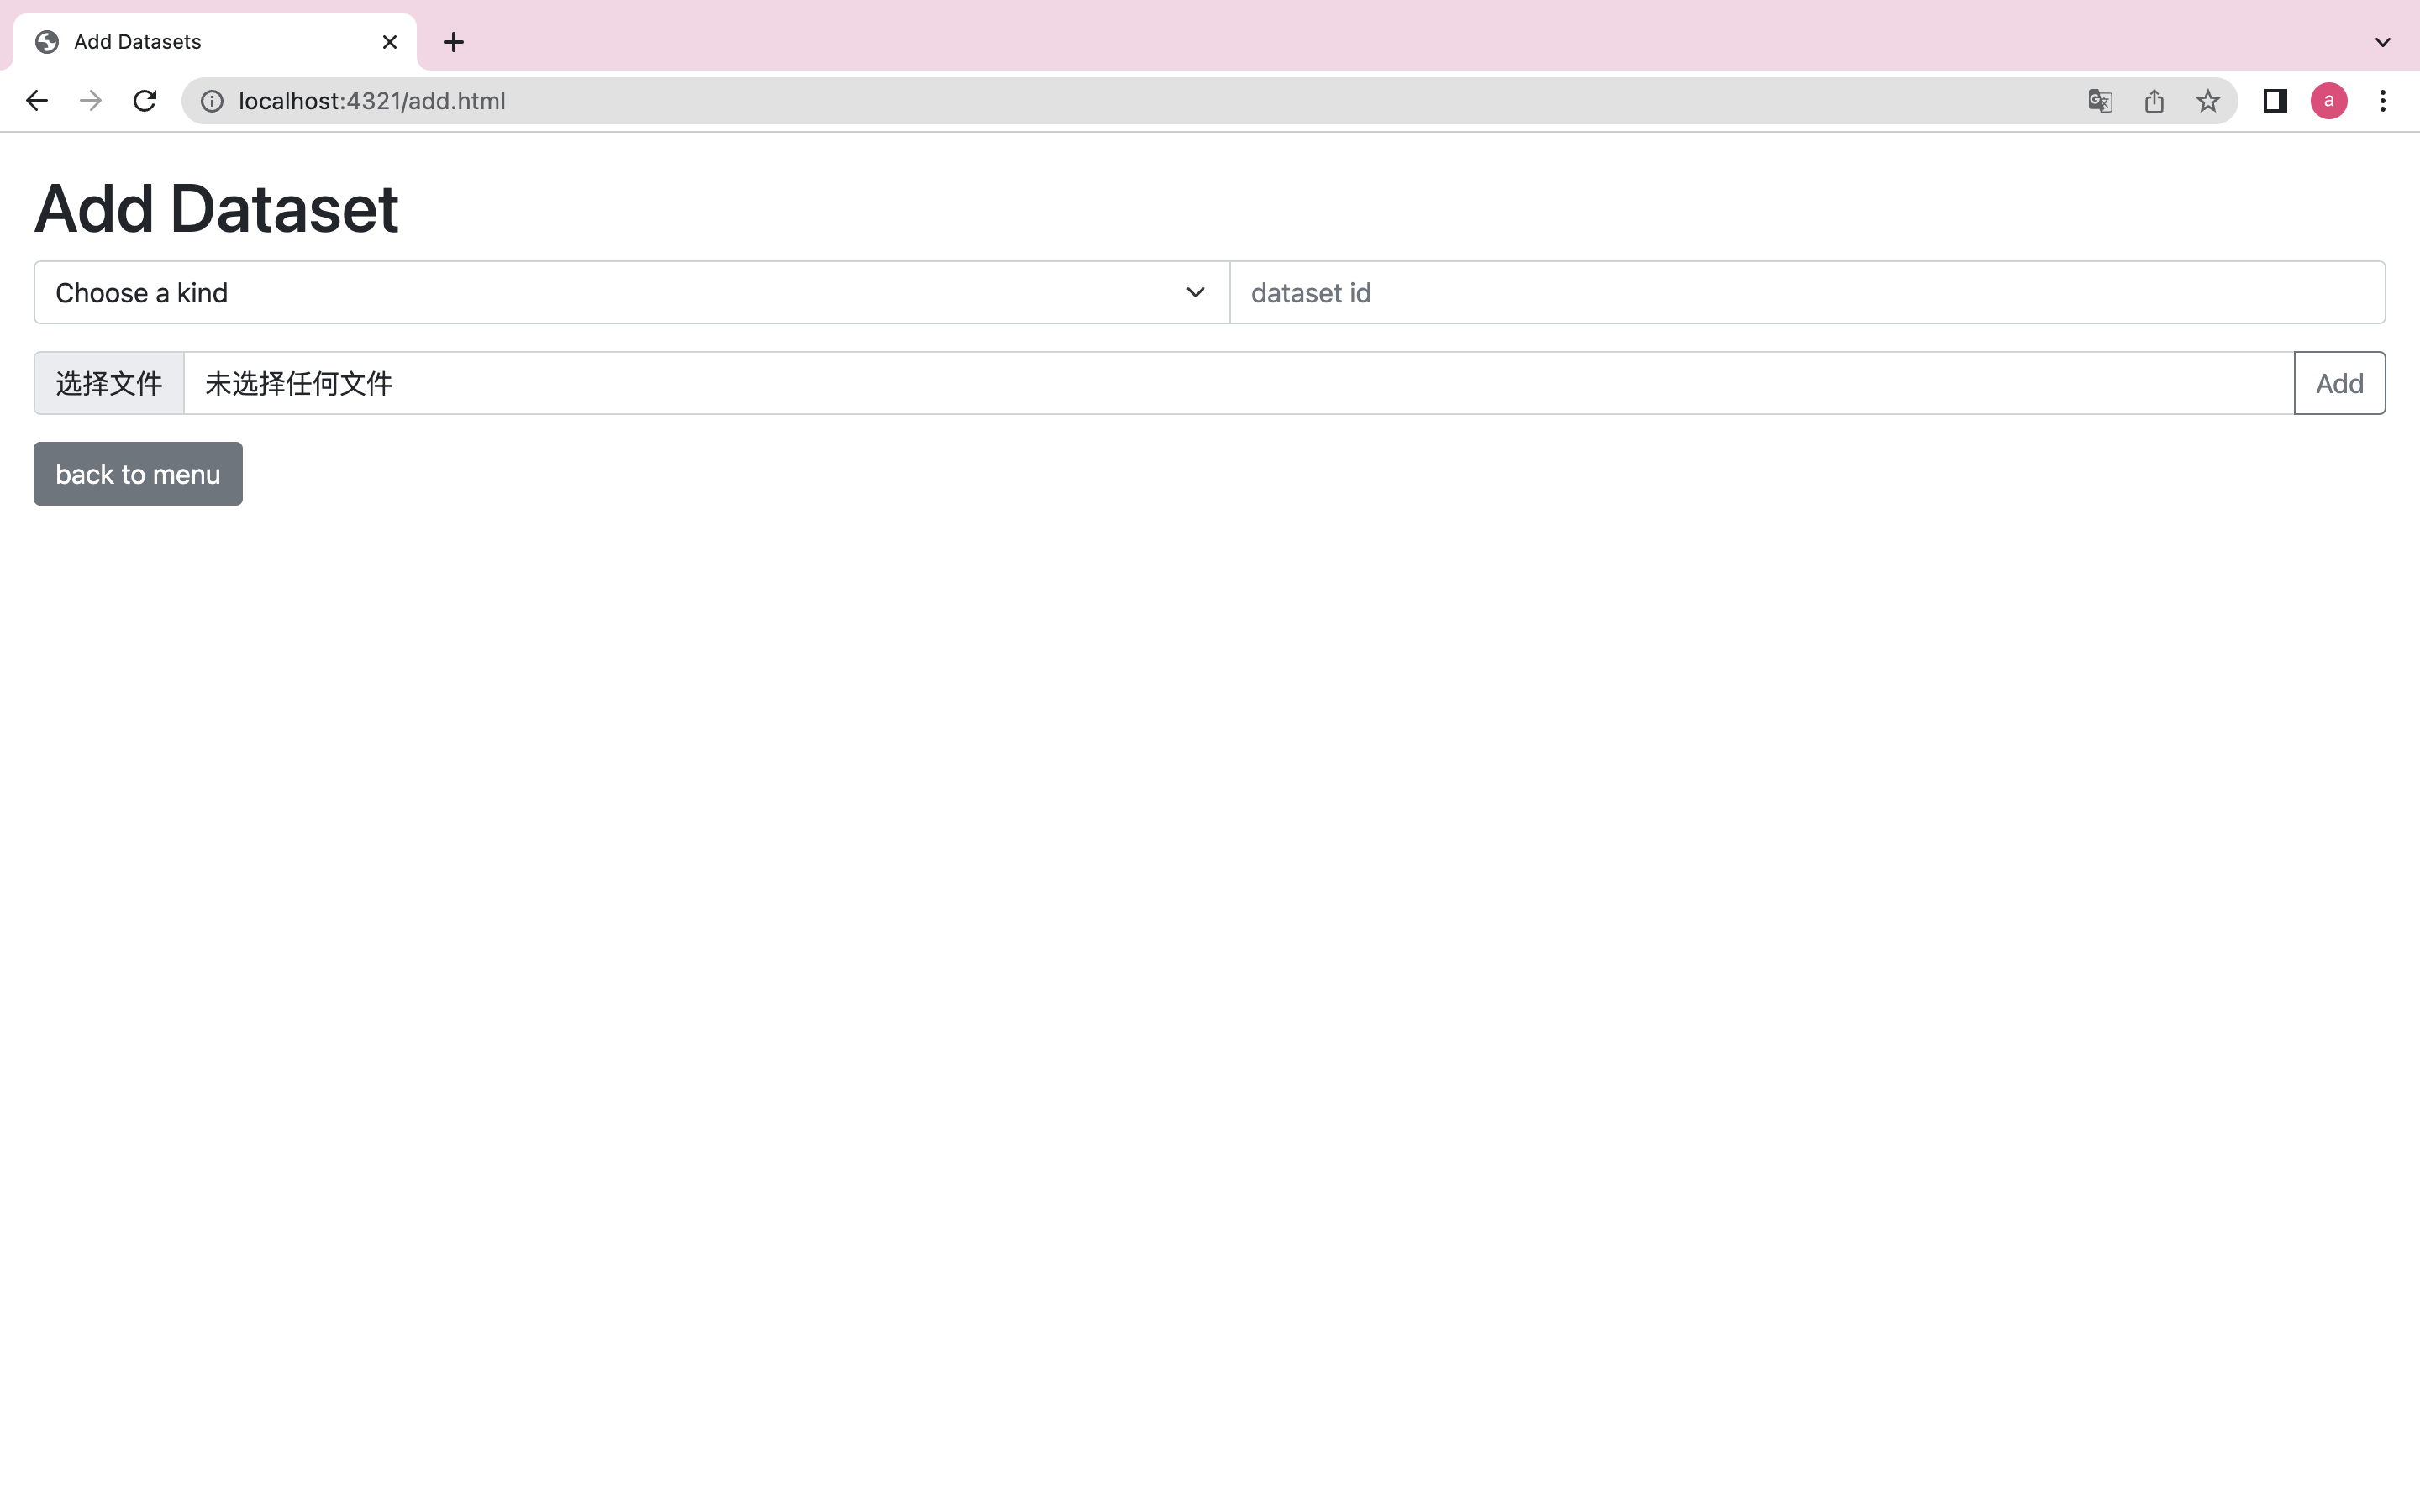 Add Datasets
localhost:4321/add.html
a
Add Dataset
Choose a kind
dataset id
选择文件 未选择任何文件
Add
back to menu